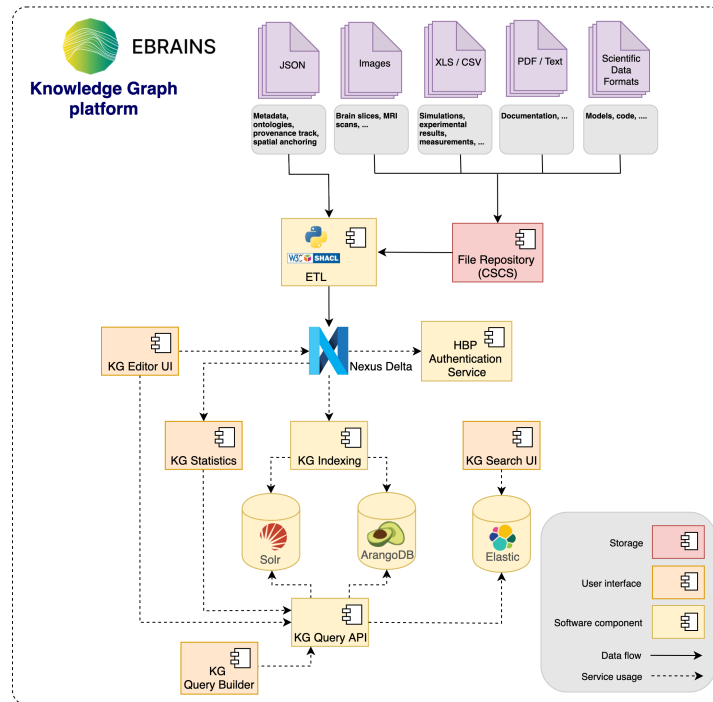 EBRAINS
Knowledge Graph
platform
JSON
Images
XLS / CSV
PDF / Text
Scientific
Data
Formats
Metadata,
ontologies,
provenance track,
spatial anchoring
Brain slices, MRI
scans, ...
Simulations,
experimental
results,
measurements, ...
Documentation, ...
Models, code, ....
W3C SHACL
ETL
File Repository
(CSCS)
KG Editor UI
Nexus Delta
HBP
Authentication
Service
KG Statistics
KG Indexing
KG Search UI
Solr
ArangoDB
Elastic
KG Query API
KG
Query Builder
Storage
User interface
Software component
Data flow
Service usage